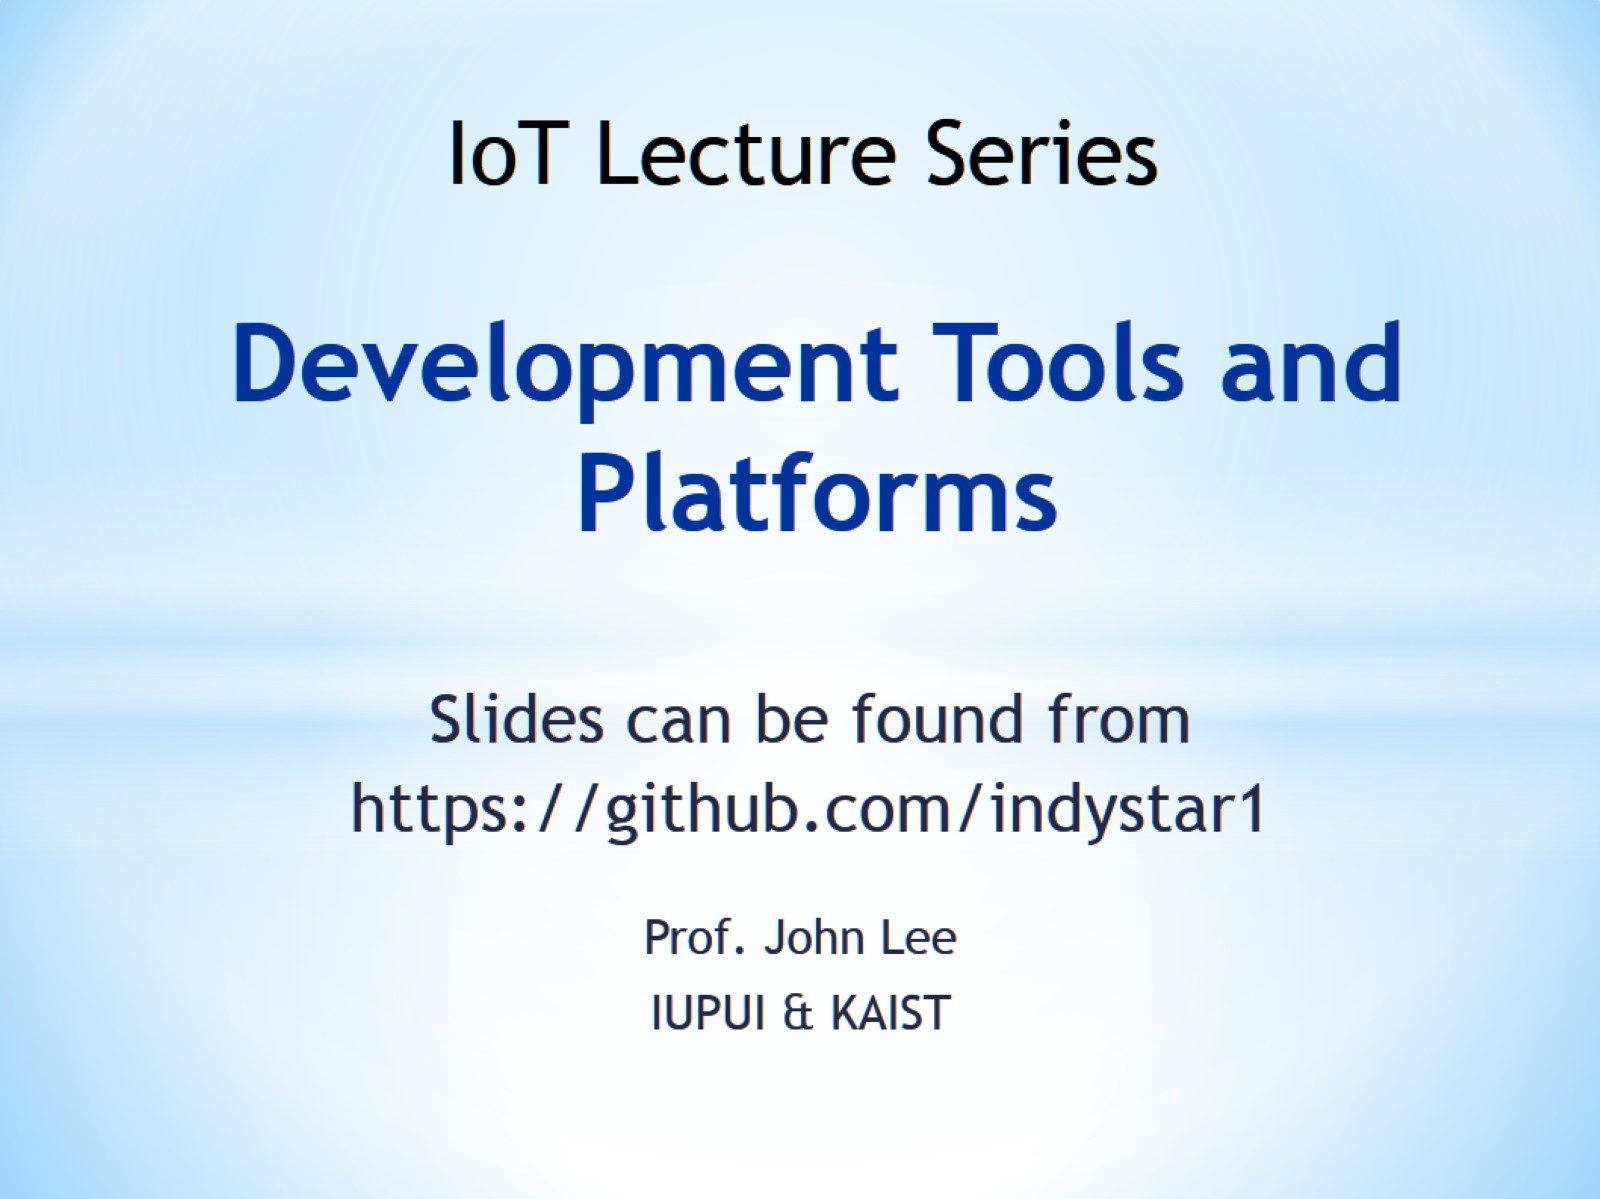 IoT Lecture Series
Development Tools and
Platforms
Slides can be found from
https://github.com/indystar1
Prof. John Lee
IUPUI & KAIST